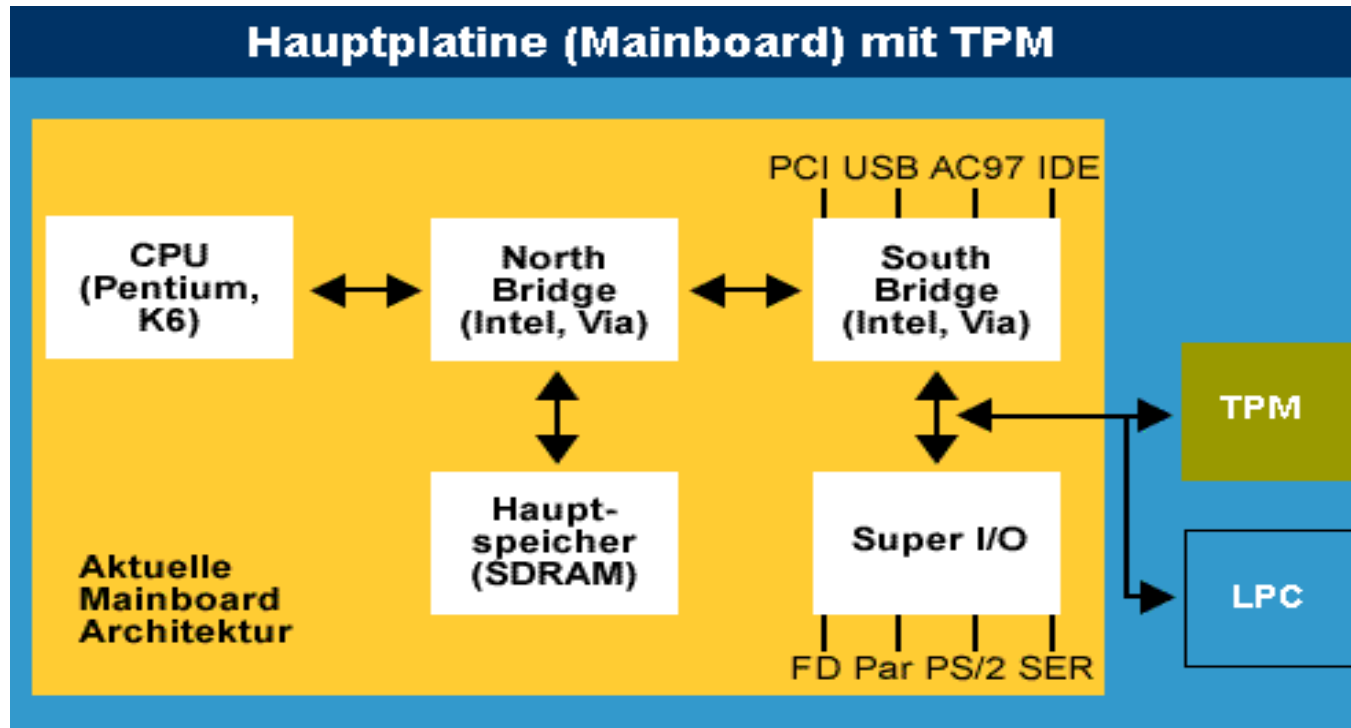 Hauptplatine (Mainboard) mit TPM
PCI USB AC97 IDE
CPU
(Pentium,
K6)
North
Bridge
(Intel, Via)
South
Bridge
(Intel, Via)
TPM
Haupt-
speicher
(SDRAM)
Super I/O
LPC
Aktuelle
Mainboard
Architektur
FD Par PS/2 SER